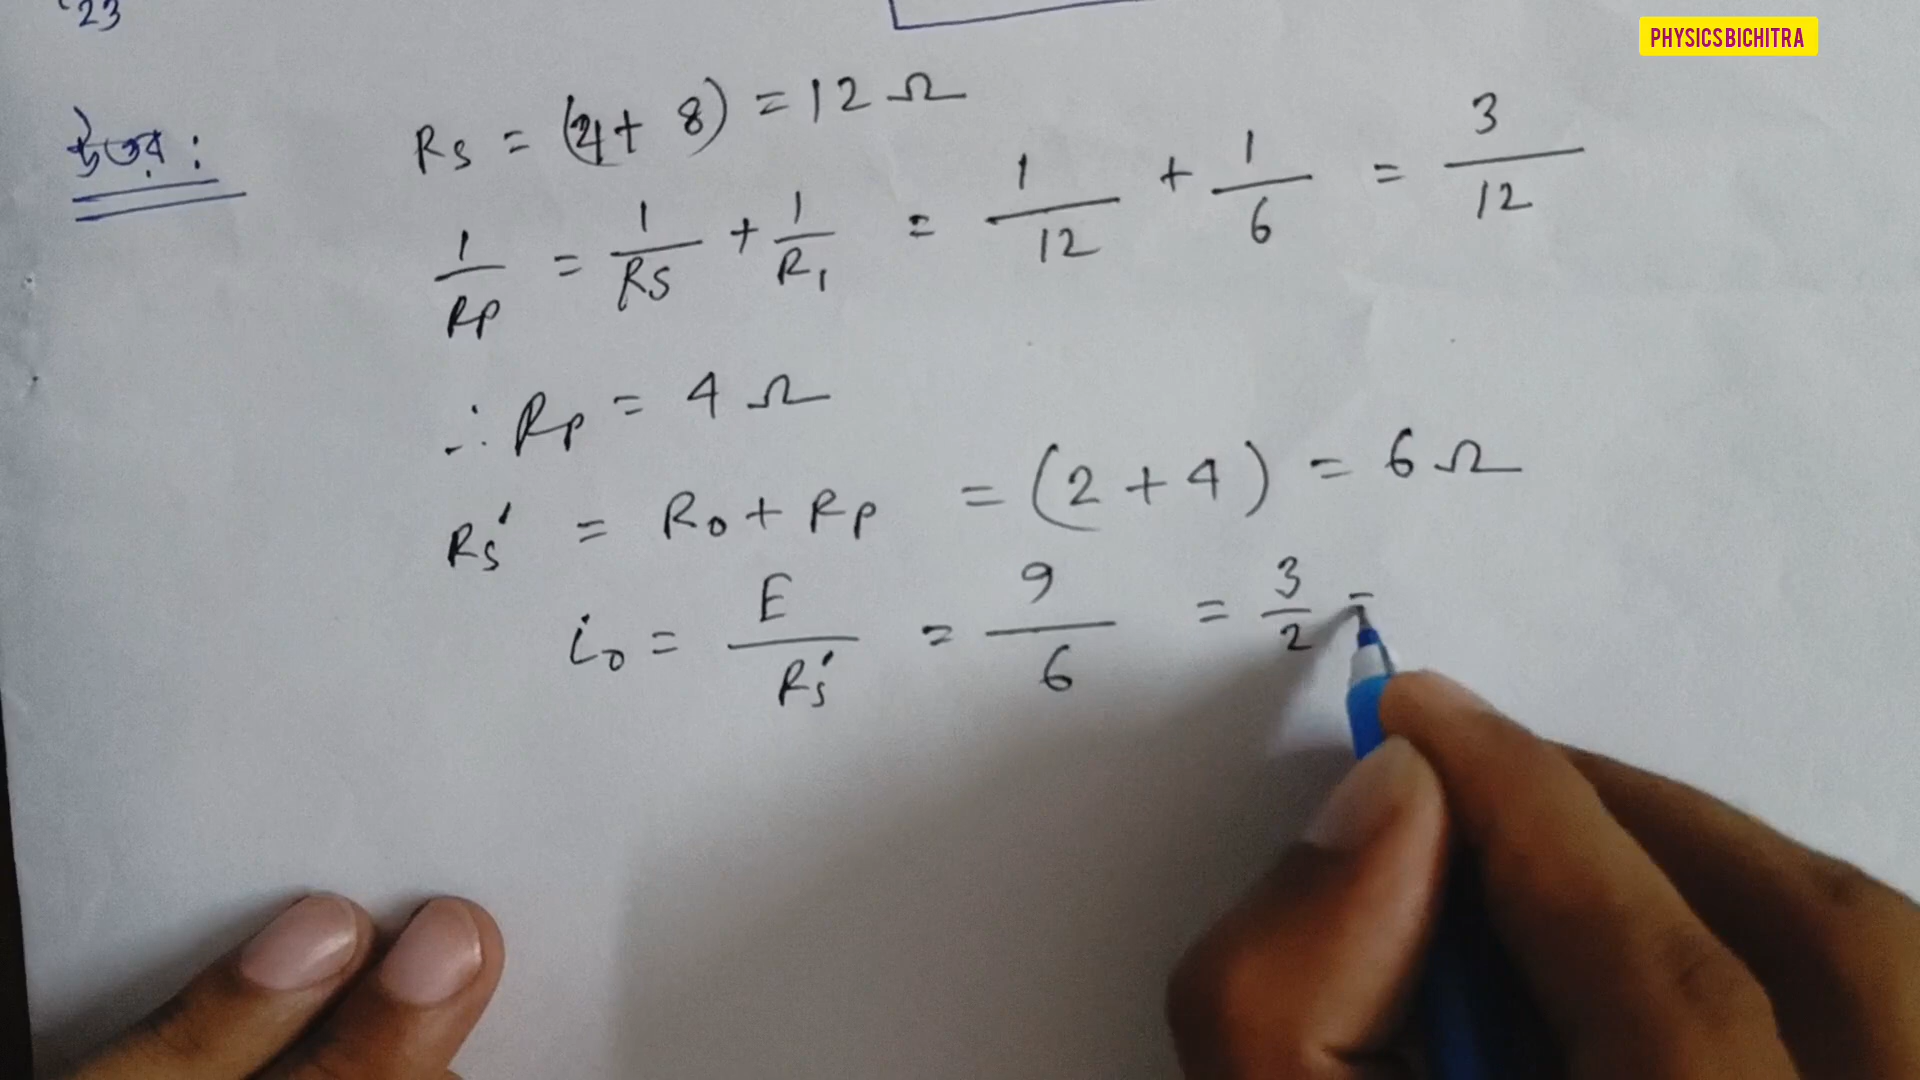 '23
PHYSICSBICHITRA
উত্তর :
Rs = (4 + 8) = 12 Ω
1/Rp = 1/Rs + 1/R₁ = 1/12 + 1/6 = 3/12
∴ Rp = 4 Ω
Rs' = R₀ + Rp = (2 + 4) = 6 Ω
i₀ = E/Rs' = 9/6 = 3/2 =